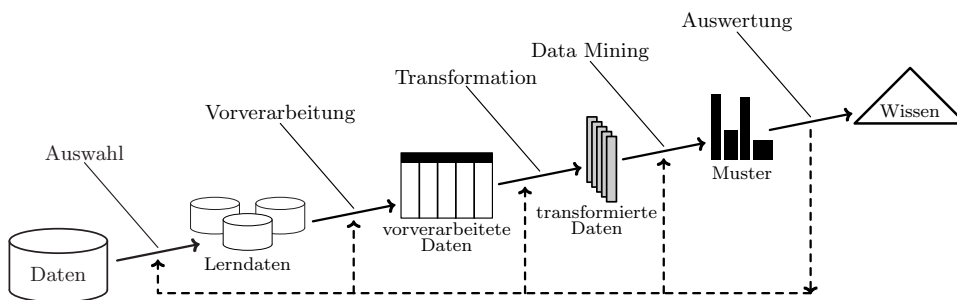 Auswertung
Data Mining
Transformation
Vorverarbeitung
Auswahl
Wissen
Muster
transformierte
Daten
vorverarbeitete
Daten
Lerndaten
Daten